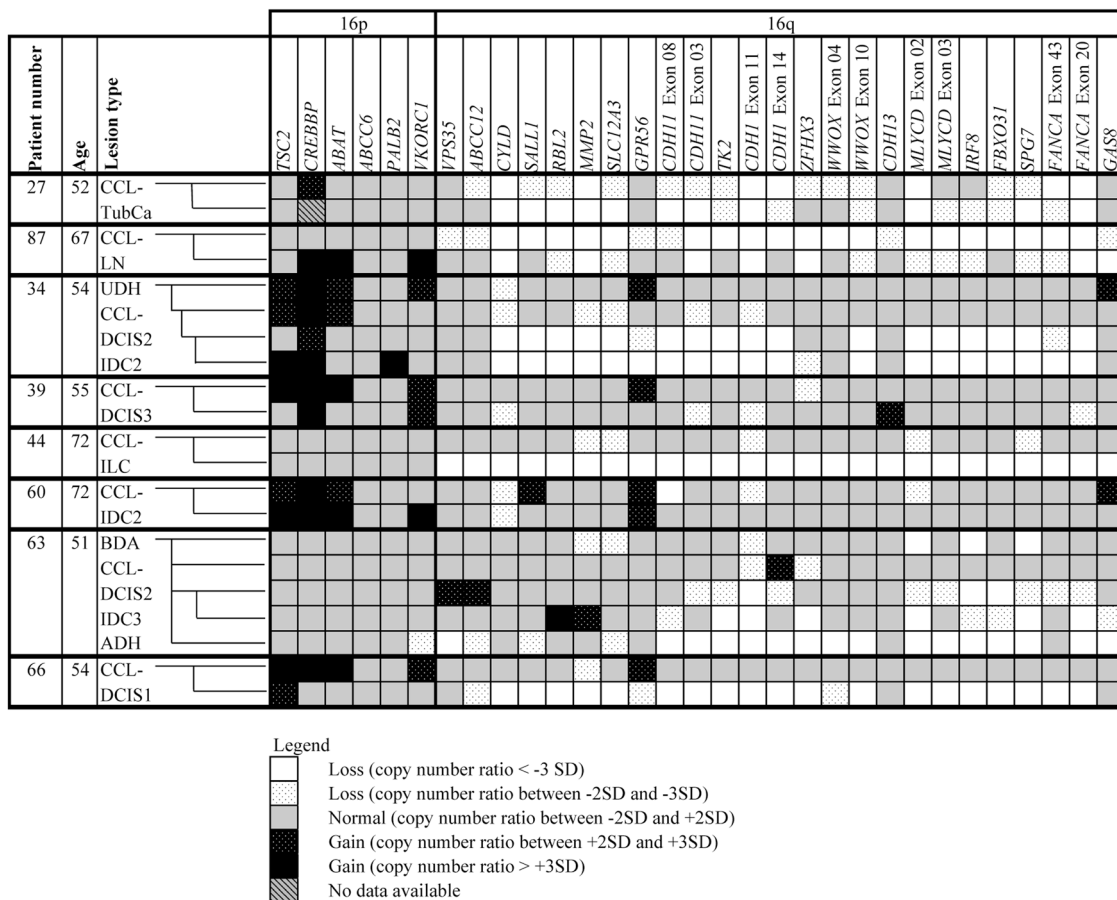 16p 16q
Patient number Age Lesion type TSC2 CREBBP ABAT ABCC6 PALB2 VKORC1 VPS35 ABCC12 CYLD SALL1 RBL2 MMP2 SLC12A3 GPR56 CDH11 Exon 08 CDH11 Exon 03 TK2 CDH1 Exon 11 CDH1 Exon 14 ZFHX3 WWOX Exon 04 WWOX Exon 10 CDH13 MLYCD Exon 02 MLYCD Exon 03 IRF8 FBXO31 SPG7 FANCA Exon 43 FANCA Exon 20 GAS8
27 52 CCL-
TubCa
87 67 CCL-
LN
34 54 UDH
CCL-
DCIS2
IDC2
39 55 CCL-
DCIS3
44 72 CCL-
ILC
60 72 CCL-
IDC2
63 51 BDA
CCL-
DCIS2
IDC3
ADH
66 54 CCL-
DCIS1
Legend
Loss (copy number ratio < -3 SD)
Loss (copy number ratio between -2SD and -3SD)
Normal (copy number ratio between -2SD and +2SD)
Gain (copy number ratio between +2SD and +3SD)
Gain (copy number ratio > +3SD)
No data available